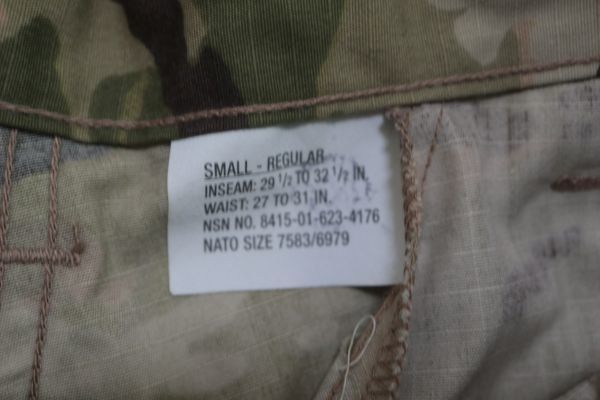 SMALL - REGULAR
INSEAM: 29 1/2 TO 32 1/2 IN.
WAIST: 27 TO 31 IN.
NSN NO. 8415-01-623-4176
NATO SIZE 7583/6979